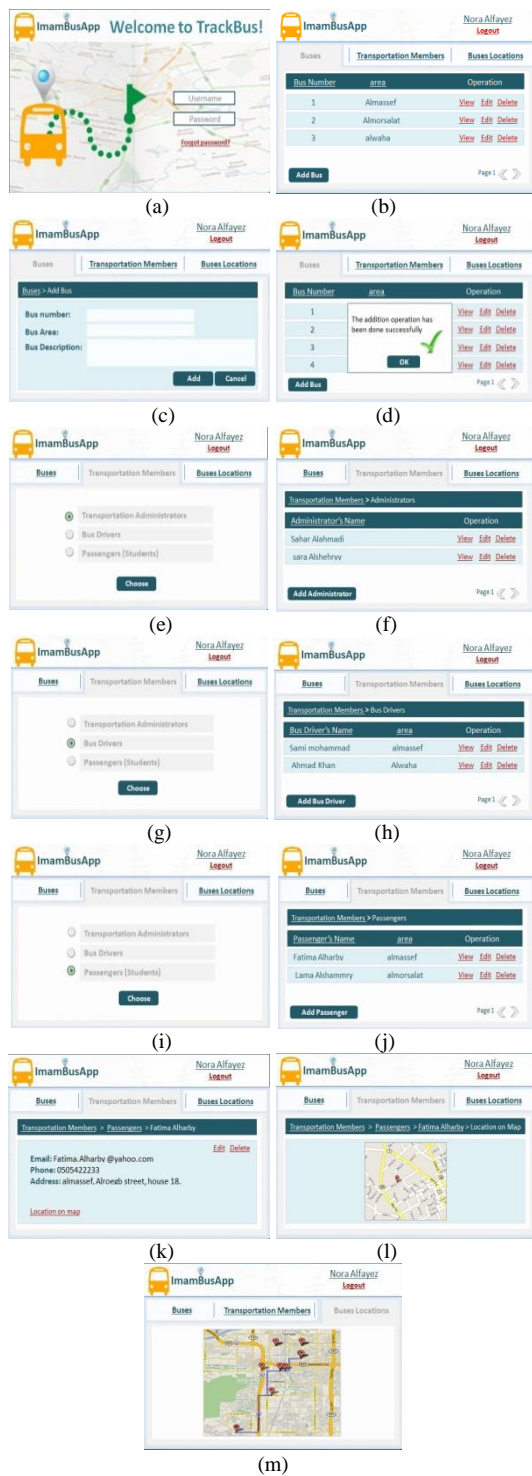 ImamBusApp Welcome to TrackBus!
Username
Password
Forgot password?
(a)
ImamBusApp Nora Alfayez
Logout
Buses Transportation Members Buses Locations
Bus Number area Operation
1 Almassef View Edit Delete
2 Almorsalat View Edit Delete
3 alwaha View Edit Delete
Add Bus Page 1
(b)
ImamBusApp Nora Alfayez
Logout
Buses Transportation Members Buses Locations
Buses > Add Bus
Bus number:
Bus Area:
Bus Description:
Add Cancel
(c)
ImamBusApp Nora Alfayez
Logout
Buses Transportation Members Buses Locations
Bus Number area Operation
1 View Edit Delete
2 View Edit Delete
3 View Edit Delete
4 View Edit Delete
The addition operation has
been done successfully
OK
Add Bus Page 1
(d)
ImamBusApp Nora Alfayez
Logout
Buses Transportation Members Buses Locations
Transportation Administrators
Bus Drivers
Passengers (Students)
Choose
(e)
ImamBusApp Nora Alfayez
Logout
Buses Transportation Members Buses Locations
Transportation Members > Administrators
Administrator's Name Operation
Sahar Alahmadi View Edit Delete
sara Alshehrvv View Edit Delete
Add Administrator Page 1
(f)
ImamBusApp Nora Alfayez
Logout
Buses Transportation Members Buses Locations
Transportation Administrators
Bus Drivers
Passengers (Students)
Choose
(g)
ImamBusApp Nora Alfayez
Logout
Buses Transportation Members Buses Locations
Transportation Members > Bus Drivers
Bus Driver's Name area Operation
Sami mohammad almassef View Edit Delete
Ahmad Khan Alwaha View Edit Delete
Add Bus Driver Page 1
(h)
ImamBusApp Nora Alfayez
Logout
Buses Transportation Members Buses Locations
Transportation Administrators
Bus Drivers
Passengers (Students)
Choose
(i)
ImamBusApp Nora Alfayez
Logout
Buses Transportation Members Buses Locations
Transportation Members > Passengers
Passenger's Name area Operation
Fatima Alharby almassef View Edit Delete
Lama Alshammry almorsalat View Edit Delete
Add Passenger Page 1
(j)
ImamBusApp Nora Alfayez
Logout
Buses Transportation Members Buses Locations
Transportation Members > Passengers > Fatima Alharby
Edit Delete
Email: Fatima.Alharby @yahoo.com
Phone: 0505422233
Address: almassef, Alroegb street, house 18.
Location on map
(k)
ImamBusApp Nora Alfayez
Logout
Buses Transportation Members Buses Locations
Transportation Members > Passengers > Fatima Alharby > Location on Map
(l)
ImamBusApp Nora Alfayez
Logout
Buses Transportation Members Buses Locations
(m)